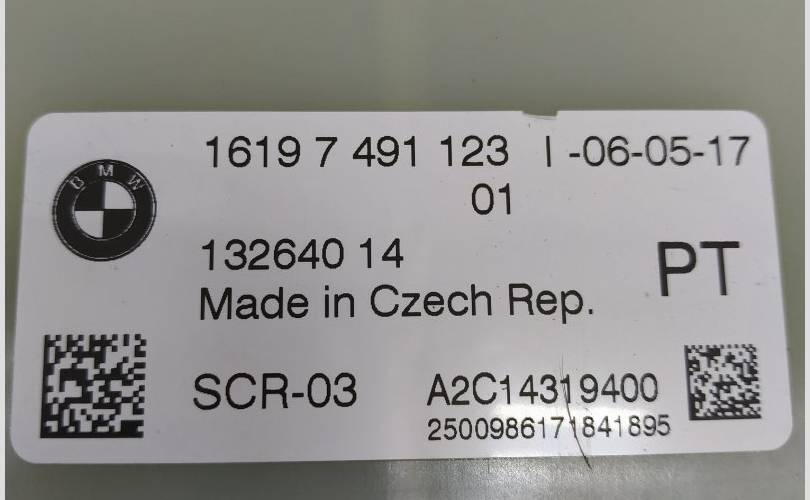 BMW
1619 7 491 123 I -06-05-17
01
132640 14
PT
Made in Czech Rep.
SCR-03
A2C14319400
2500986171841895